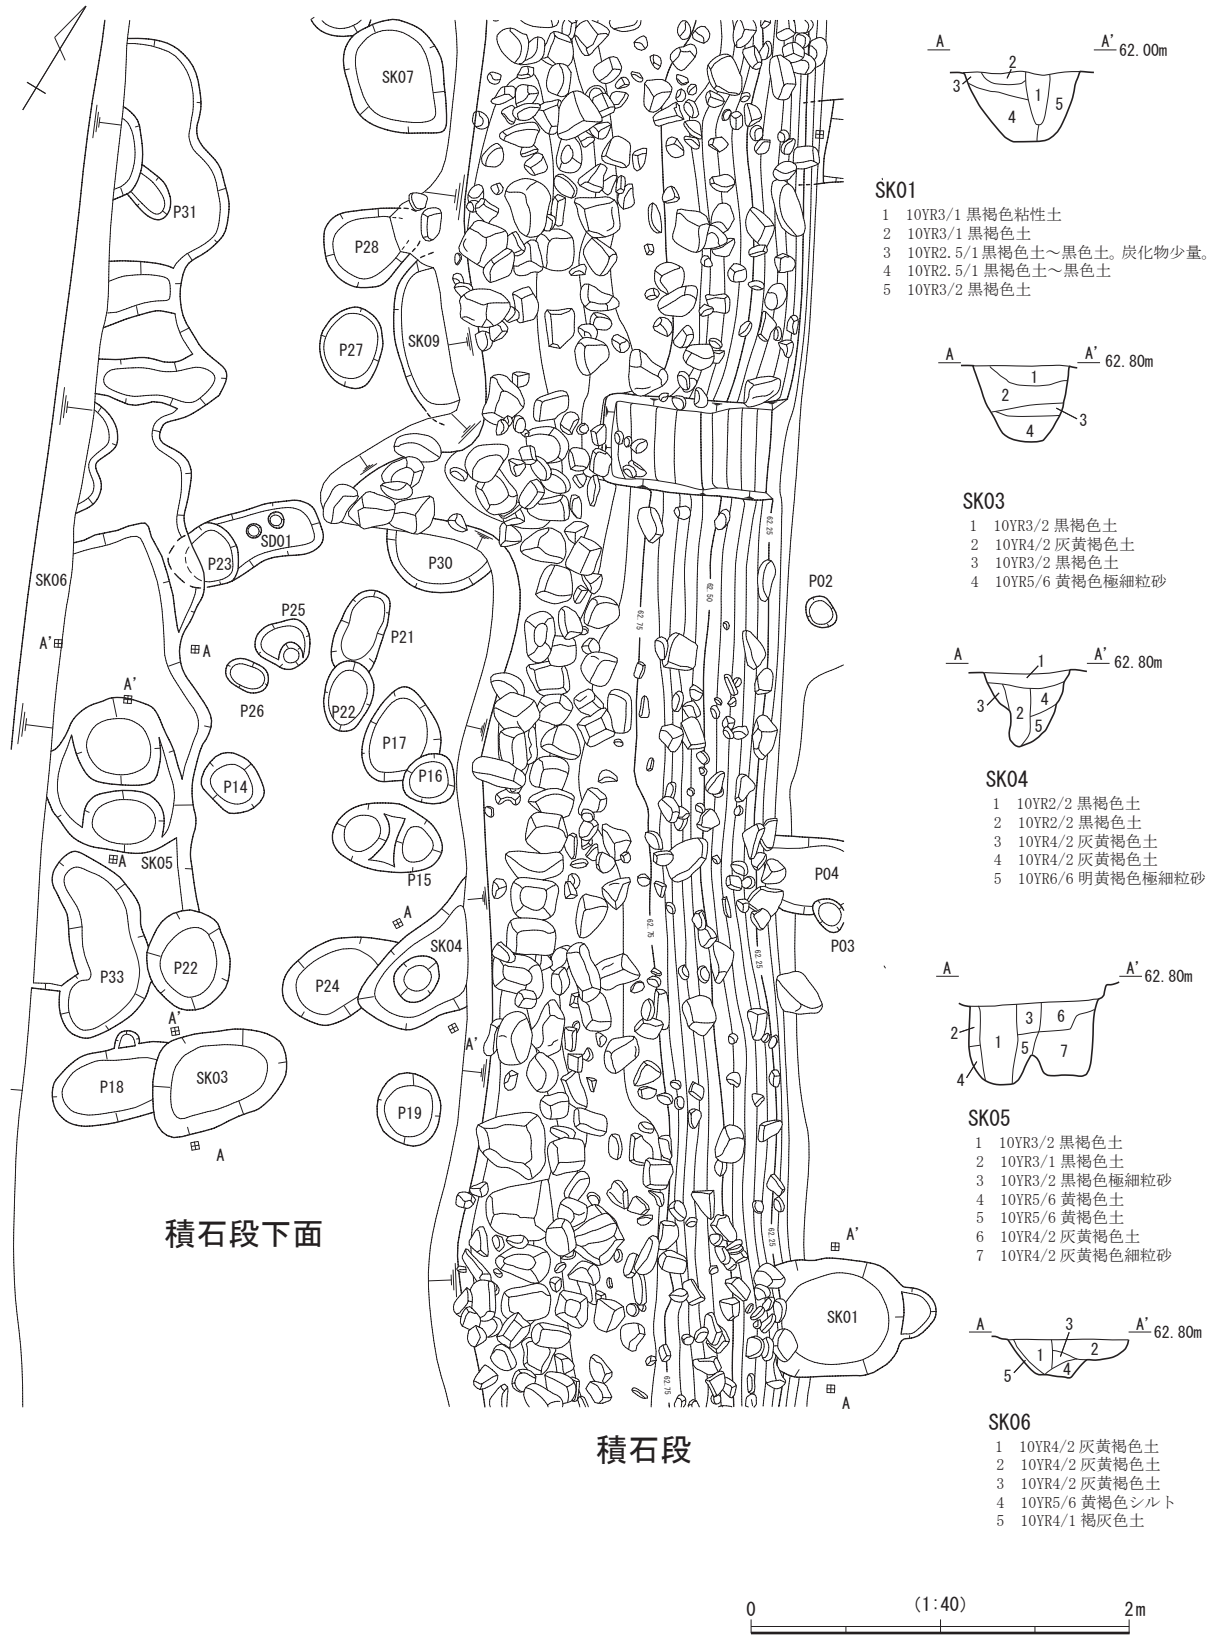 SK07
P31
P28
P27
SK09
SD01
P23
P30
SK06
A'
A
P25
P21
P26
P22
A'
P17
P16
P14
P15
A
SK05
A
SK04
P33
P22
P24
A'
A'
P18
SK03
P19
A
62.25
62.50
62.75
P02
P04
P03
62.75
62.25
62.25
A'
SK01
A
62.75
積石段下面
積石段
A A' 62.00m
2
3 1 5
4
SK01
1 10YR3/1 黒褐色粘性土
2 10YR3/1 黒褐色土
3 10YR2.5/1 黒褐色土～黒色土。炭化物少量。
4 10YR2.5/1 黒褐色土～黒色土
5 10YR3/2 黒褐色土
A A' 62.80m
1
2
3
4
SK03
1 10YR3/2 黒褐色土
2 10YR4/2 灰黄褐色土
3 10YR3/2 黒褐色土
4 10YR5/6 黄褐色極細粒砂
A A' 62.80m
1
3 2 4
5
SK04
1 10YR2/2 黒褐色土
2 10YR2/2 黒褐色土
3 10YR4/2 灰黄褐色土
4 10YR4/2 灰黄褐色土
5 10YR6/6 明黄褐色極細粒砂
A A' 62.80m
2 1 3 6
5 7
4
SK05
1 10YR3/2 黒褐色土
2 10YR3/1 黒褐色土
3 10YR3/2 黒褐色極細粒砂
4 10YR5/6 黄褐色土
5 10YR5/6 黄褐色土
6 10YR4/2 灰黄褐色土
7 10YR4/2 灰黄褐色細粒砂
A 3 A' 62.80m
1 2
5 4
SK06
1 10YR4/2 灰黄褐色土
2 10YR4/2 灰黄褐色土
3 10YR4/2 灰黄褐色土
4 10YR5/6 黄褐色シルト
5 10YR4/1 褐灰色土
0 (1:40) 2m